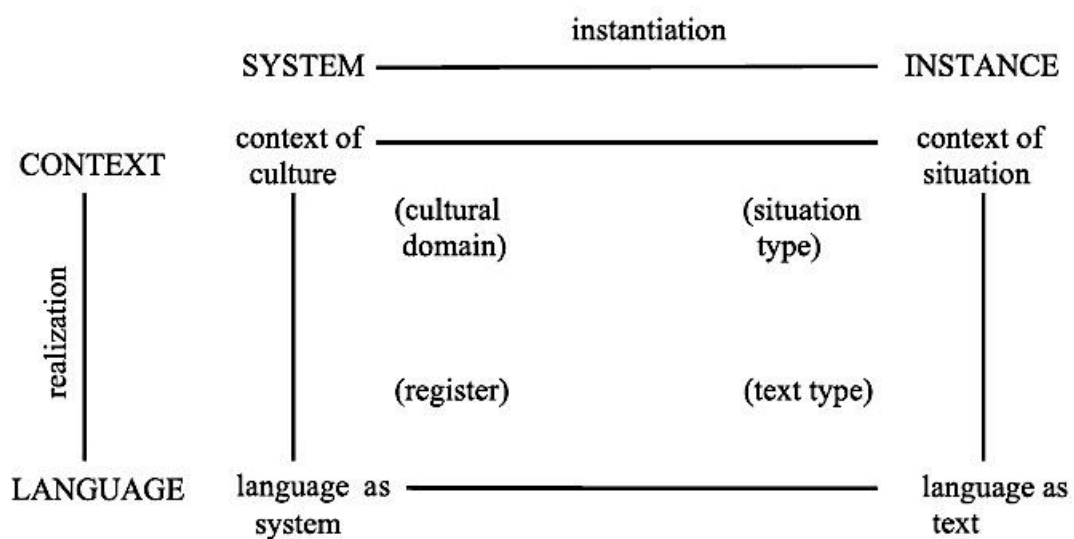 instantiation
SYSTEM INSTANCE
context of culture
context of situation
CONTEXT
(cultural domain)
(situation type)
realization
(register) (text type)
LANGUAGE
language as system
language as text